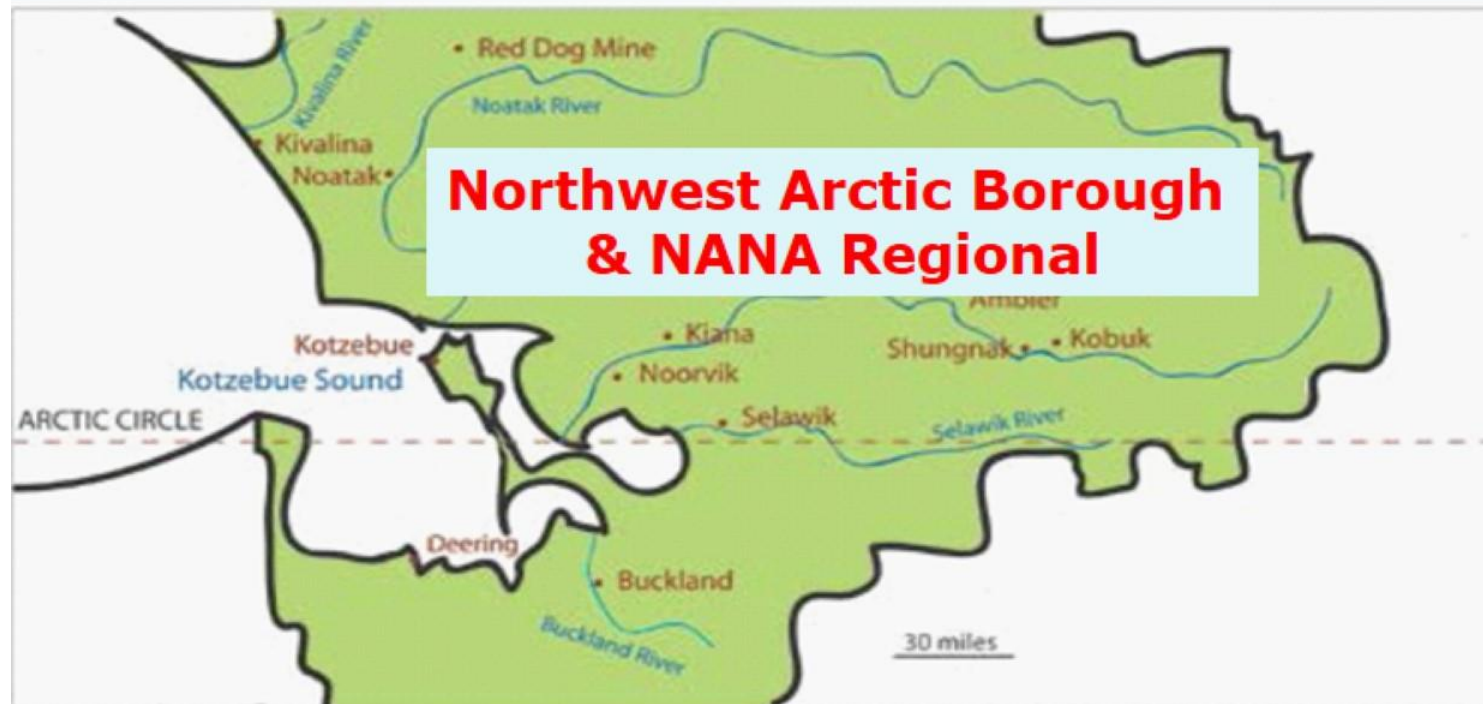 Kivalina River
Red Dog Mine
Noatak River
Kivalina
Noatak
Northwest Arctic Borough
& NANA Regional
Ambler
Kiana
Kotzebue
Shungnak
Kobuk
Kotzebue Sound
Noorvik
ARCTIC CIRCLE
Selawik
Selawik River
Deering
Buckland
Buckland River
30 miles